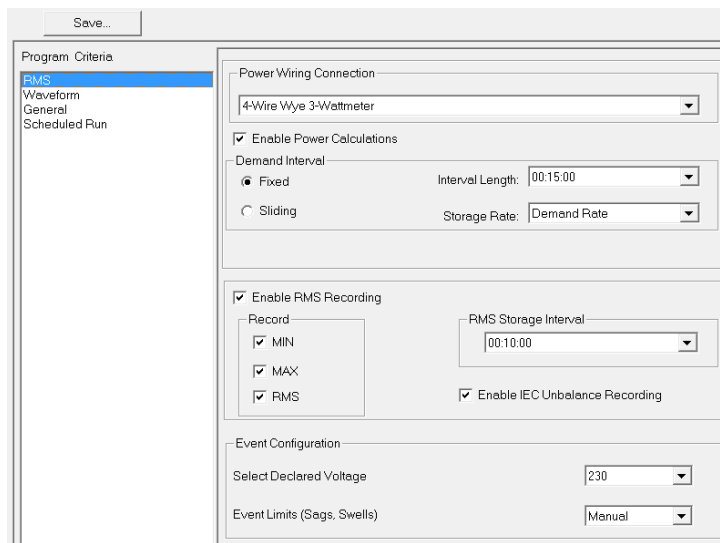 Save...
Program Criteria
RMS
Waveform
General
Scheduled Run
Power Wiring Connection
4-Wire Wye 3-Wattmeter
Enable Power Calculations
Demand Interval
Fixed
Interval Length: 00:15:00
Sliding
Storage Rate: Demand Rate
Enable RMS Recording
Record
MIN
MAX
RMS
RMS Storage Interval
00:10:00
Enable IEC Unbalance Recording
Event Configuration
Select Declared Voltage 230
Event Limits (Sags, Swells) Manual